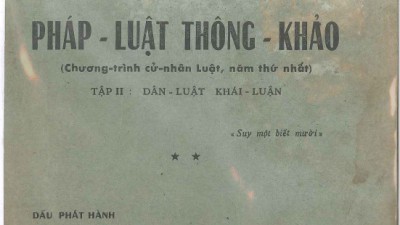 PHÁP - LUẬT THÔNG - KHẢO
(Chương-trình cử-nhân Luật, năm thứ nhất)
TẬP II : DÂN - LUẬT KHÁI - LUẬN
« Suy một biết mười »
DẤU PHÁT HÀNH